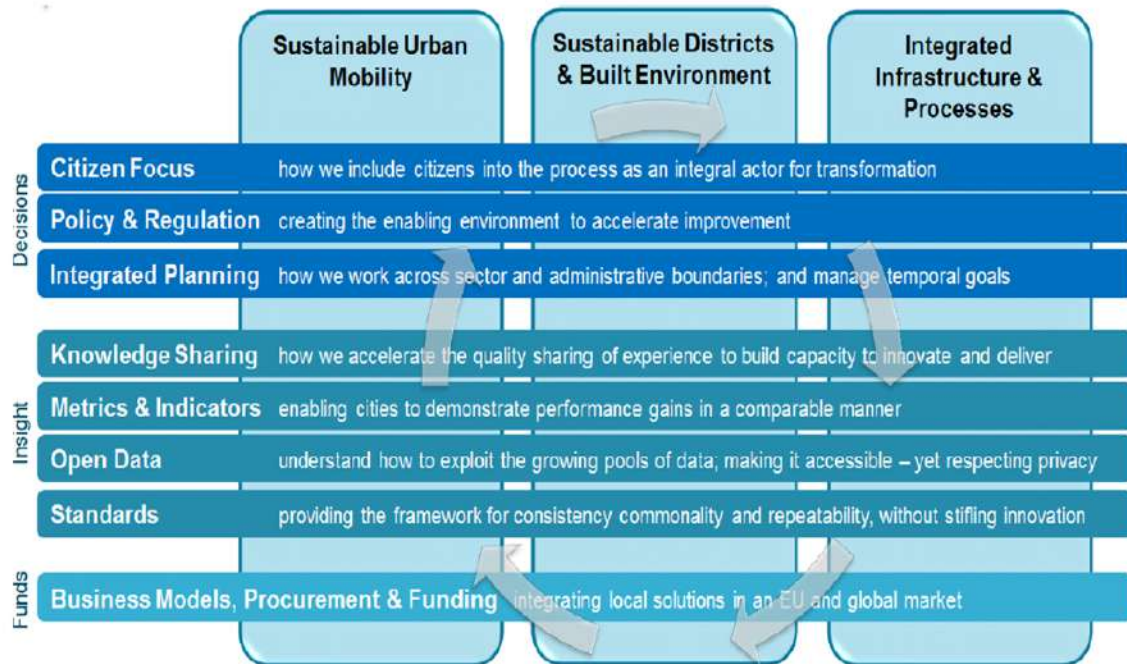 Sustainable Urban
Mobility
Sustainable Districts
& Built Environment
Integrated
Infrastructure &
Processes
Decisions
Citizen Focus how we include citizens into the process as an integral actor for transformation
Policy & Regulation creating the enabling environment to accelerate improvement
Integrated Planning how we work across sector and administrative boundaries; and manage temporal goals
Insight
Knowledge Sharing how we accelerate the quality sharing of experience to build capacity to innovate and deliver
Metrics & Indicators enabling cities to demonstrate performance gains in a comparable manner
Open Data understand how to exploit the growing pools of data; making it accessible – yet respecting privacy
Standards providing the framework for consistency commonality and repeatability, without stifling innovation
Funds
Business Models, Procurement & Funding integrating local solutions in an EU and global market